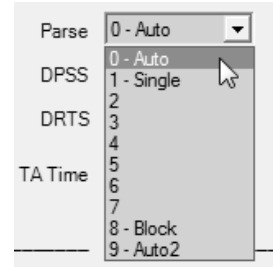 Parse 0 - Auto
0 - Auto
DPSS 1 - Single
2
DRTS 3
4
5
TA Time 6
7
8 - Block
9 - Auto2